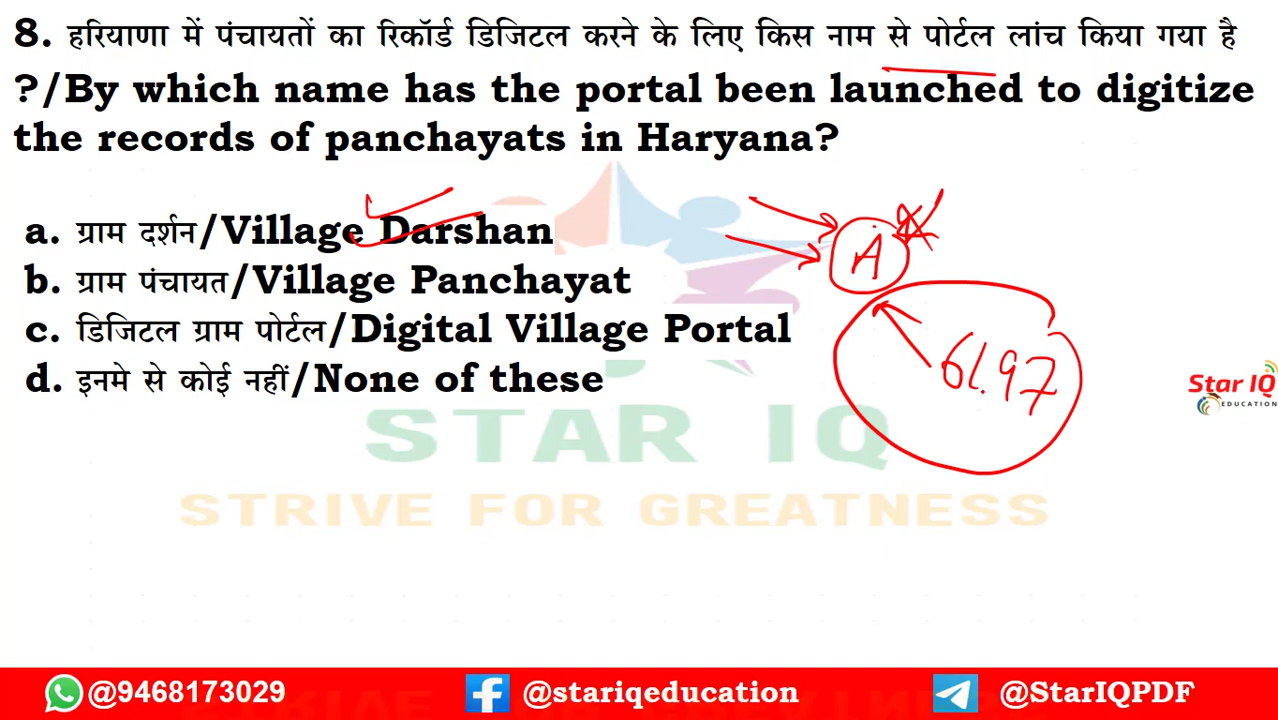 8. हरियाणा में पंचायतों का रिकॉर्ड डिजिटल करने के लिए किस नाम से पोर्टल लांच किया गया है
?/By which name has the portal been launched to digitize
the records of panchayats in Haryana?
a. ग्राम दर्शन/Village Darshan
b. ग्राम पंचायत/Village Panchayat
c. डिजिटल ग्राम पोर्टल/Digital Village Portal
d. इनमे से कोई नहीं/None of these
A
61.97
Star IQ
EDUCATION
STAR IQ
STRIVE FOR GREATNESS
@9468173029
@stariqeducation
@StarIQPDF